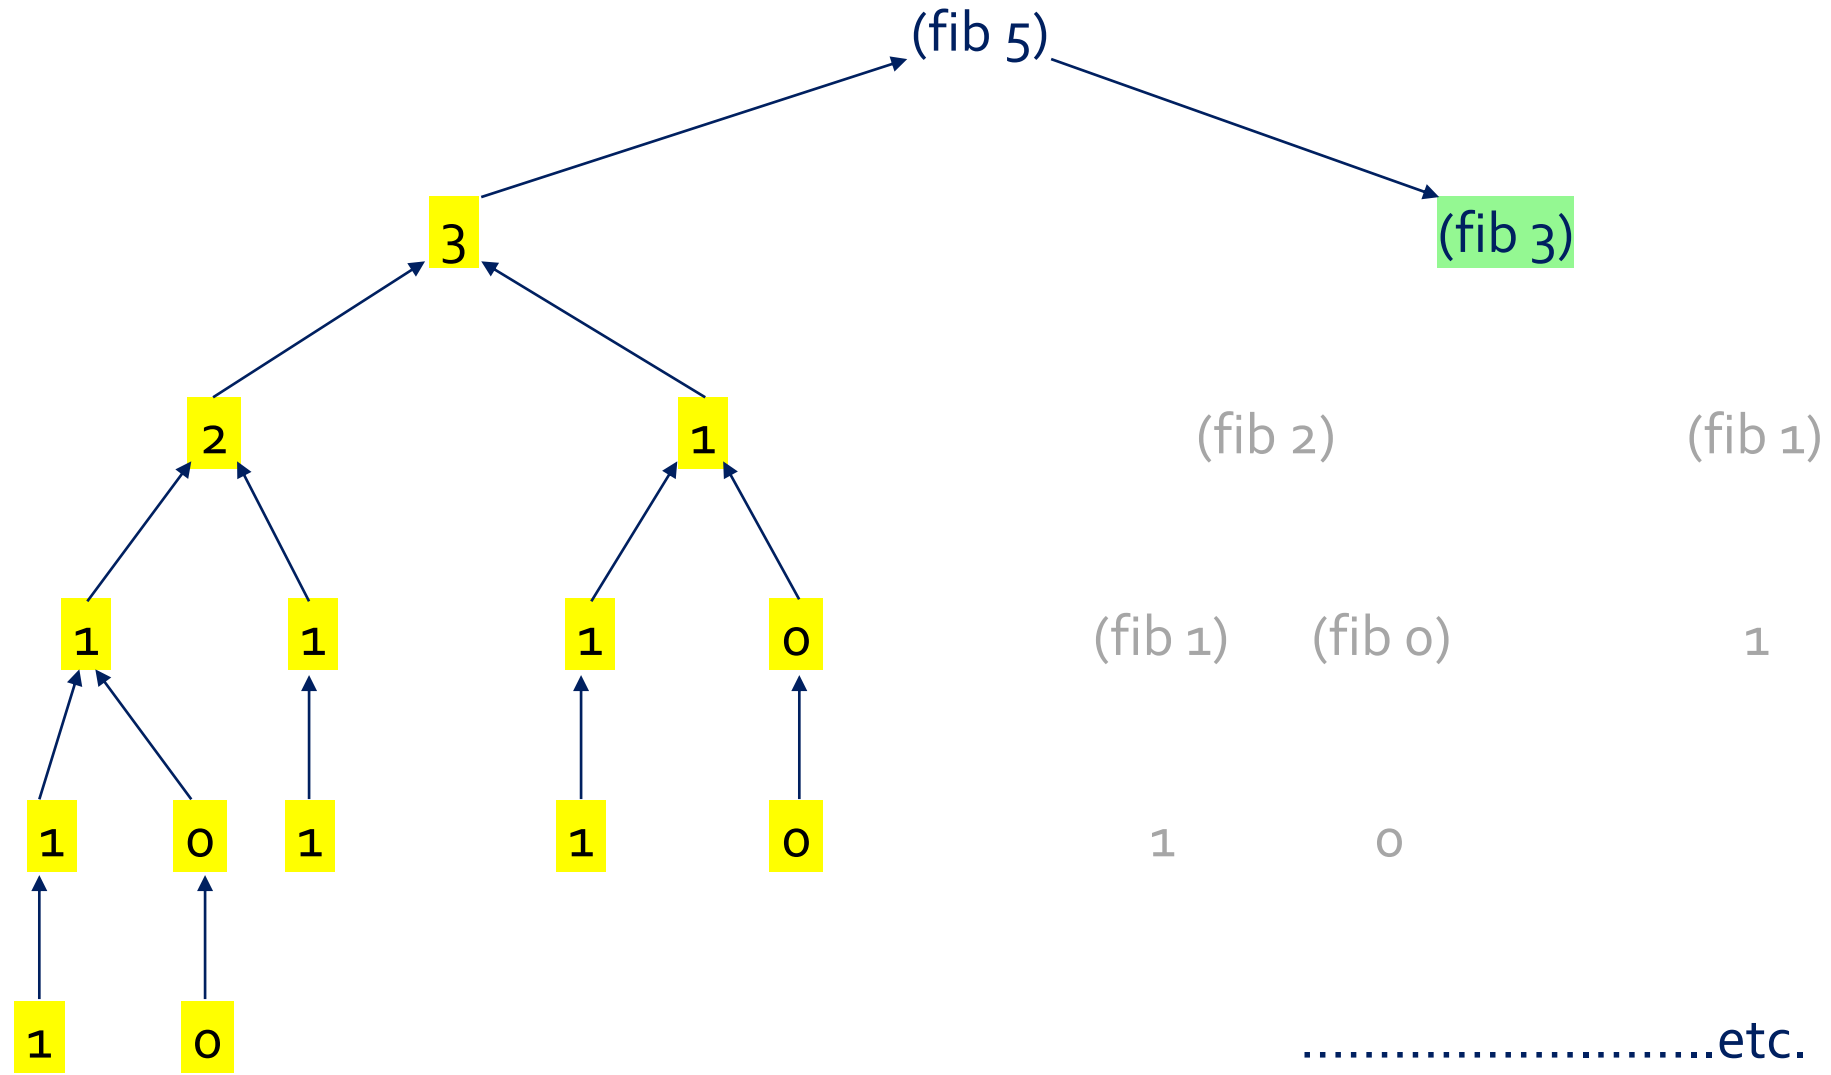 (fib 5)
3 (fib 3)
2 1 (fib 2) (fib 1)
1 1 1 0 (fib 1) (fib 0) 1
1 0 1 1 0 1 0
1 0 ...........................etc.